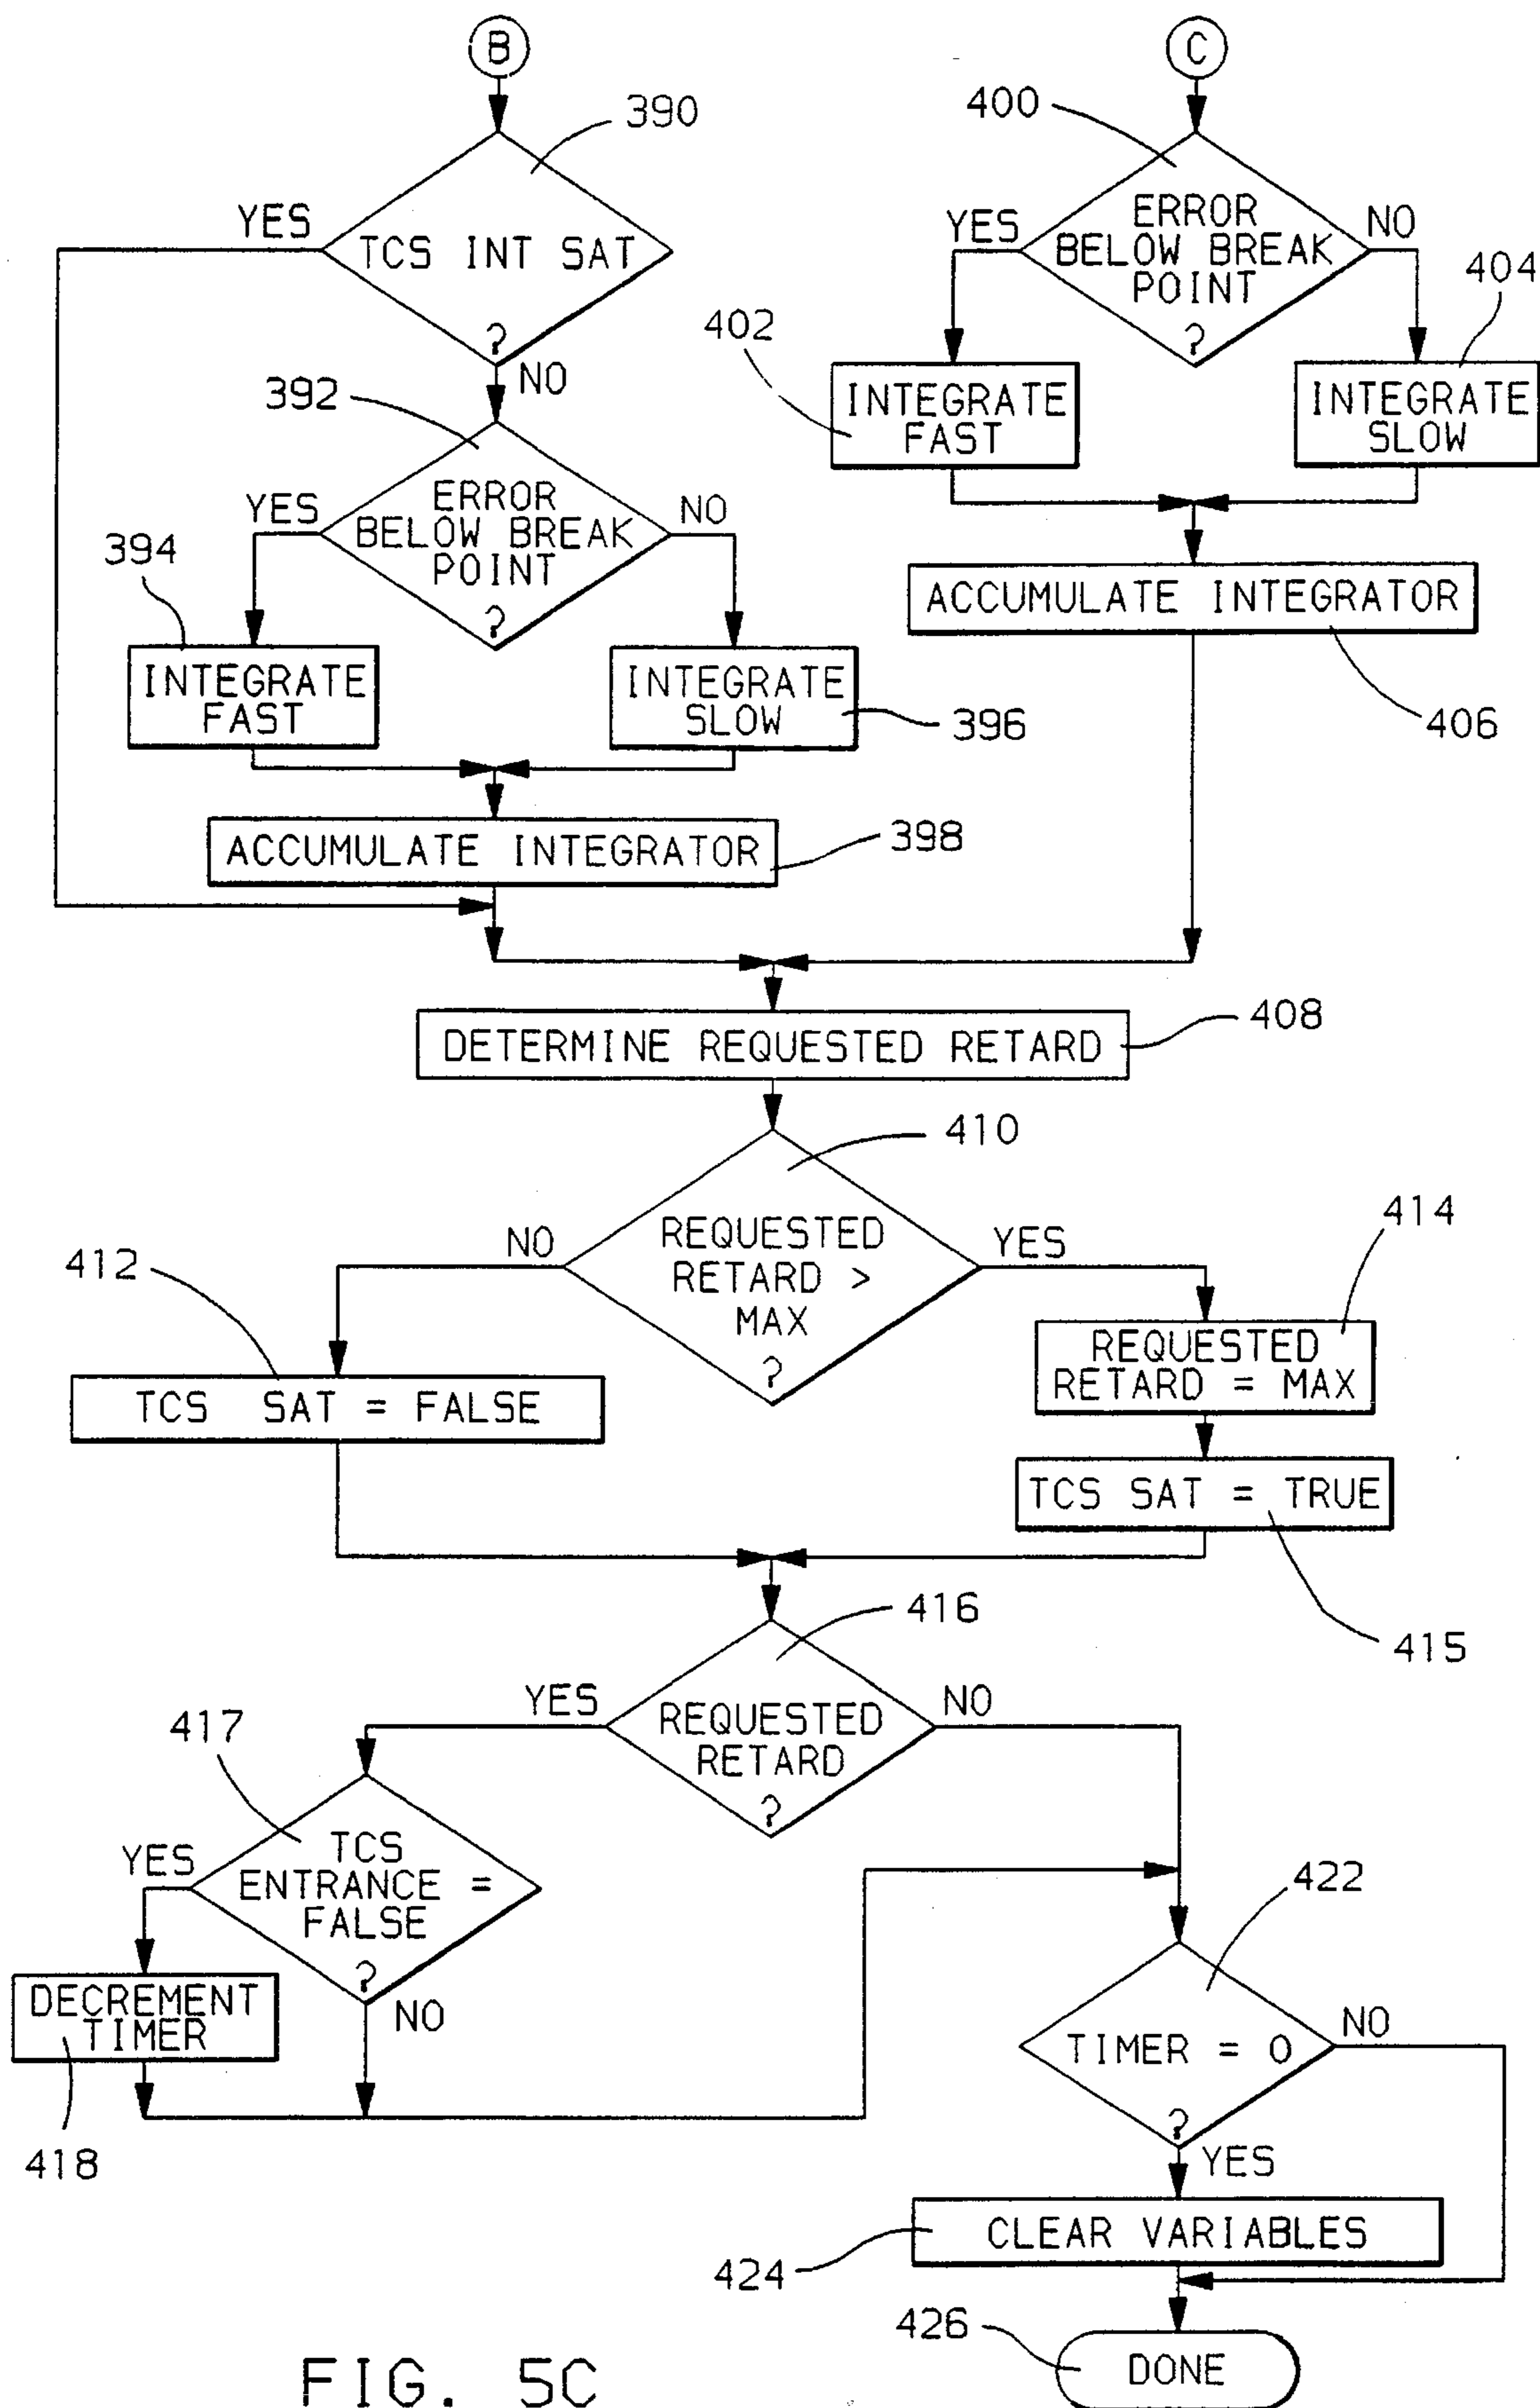 B
390
YES
TCS INT SAT
?
NO
392
ERROR
BELOW BREAK
POINT
?
YES
NO
394
INTEGRATE
FAST
INTEGRATE
SLOW
396
ACCUMULATE INTEGRATOR
398
C
400
ERROR
BELOW BREAK
POINT
?
YES
NO
402
404
INTEGRATE
FAST
INTEGRATE
SLOW
ACCUMULATE INTEGRATOR
406
DETERMINE REQUESTED RETARD
408
410
REQUESTED
RETARD >
MAX
?
NO
YES
412
414
TCS SAT = FALSE
REQUESTED
RETARD = MAX
TCS SAT = TRUE
415
416
REQUESTED
RETARD
?
YES
NO
417
TCS
ENTRANCE =
FALSE
?
YES
NO
DECREMENT
TIMER
418
422
TIMER = 0
?
NO
YES
CLEAR VARIABLES
424
426
DONE
FIG. 5C